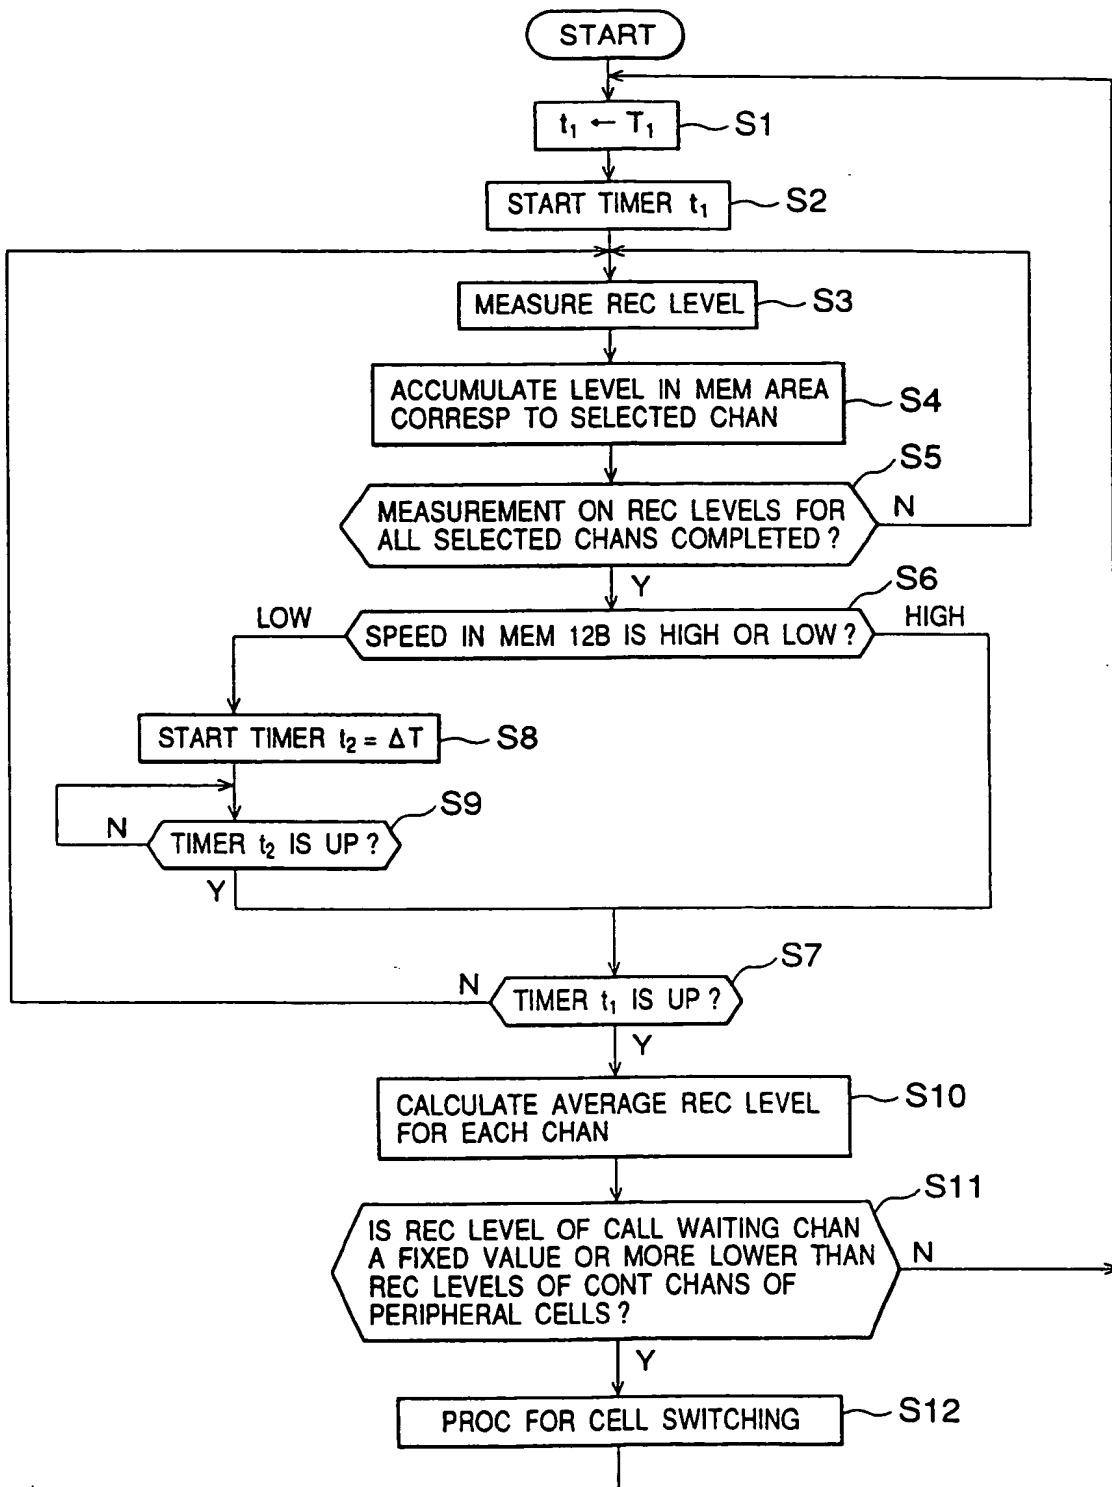 START
t₁ ← T₁
S1
START TIMER t₁
S2
MEASURE REC LEVEL
S3
ACCUMULATE LEVEL IN MEM AREA
CORRESP TO SELECTED CHAN
S4
S5
MEASUREMENT ON REC LEVELS FOR
ALL SELECTED CHANS COMPLETED?
N
Y
S6
LOW
SPEED IN MEM 12B IS HIGH OR LOW?
HIGH
START TIMER t₂ = ΔT
S8
S9
N
TIMER t₂ IS UP?
Y
S7
N
TIMER t₁ IS UP?
Y
CALCULATE AVERAGE REC LEVEL
FOR EACH CHAN
S10
S11
IS REC LEVEL OF CALL WAITING CHAN
A FIXED VALUE OR MORE LOWER THAN
REC LEVELS OF CONT CHANS OF
PERIPHERAL CELLS?
N
Y
PROC FOR CELL SWITCHING
S12